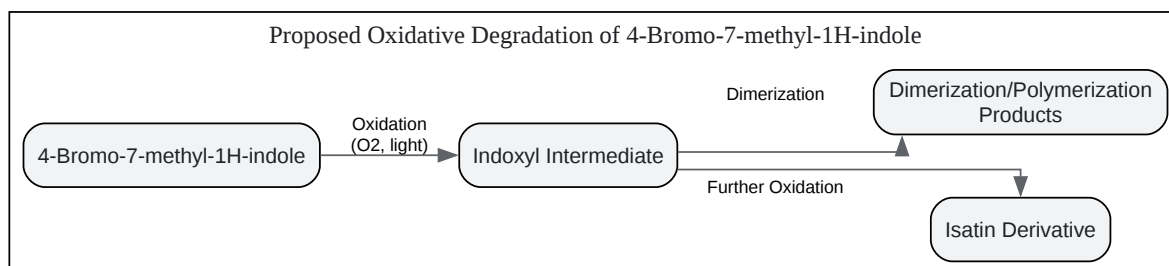 Proposed Oxidative Degradation of 4-Bromo-7-methyl-1H-indole
4-Bromo-7-methyl-1H-indole
Oxidation
(O2, light)
Indoxyl Intermediate
Dimerization
Dimerization/Polymerization
Products
Further Oxidation
Isatin Derivative